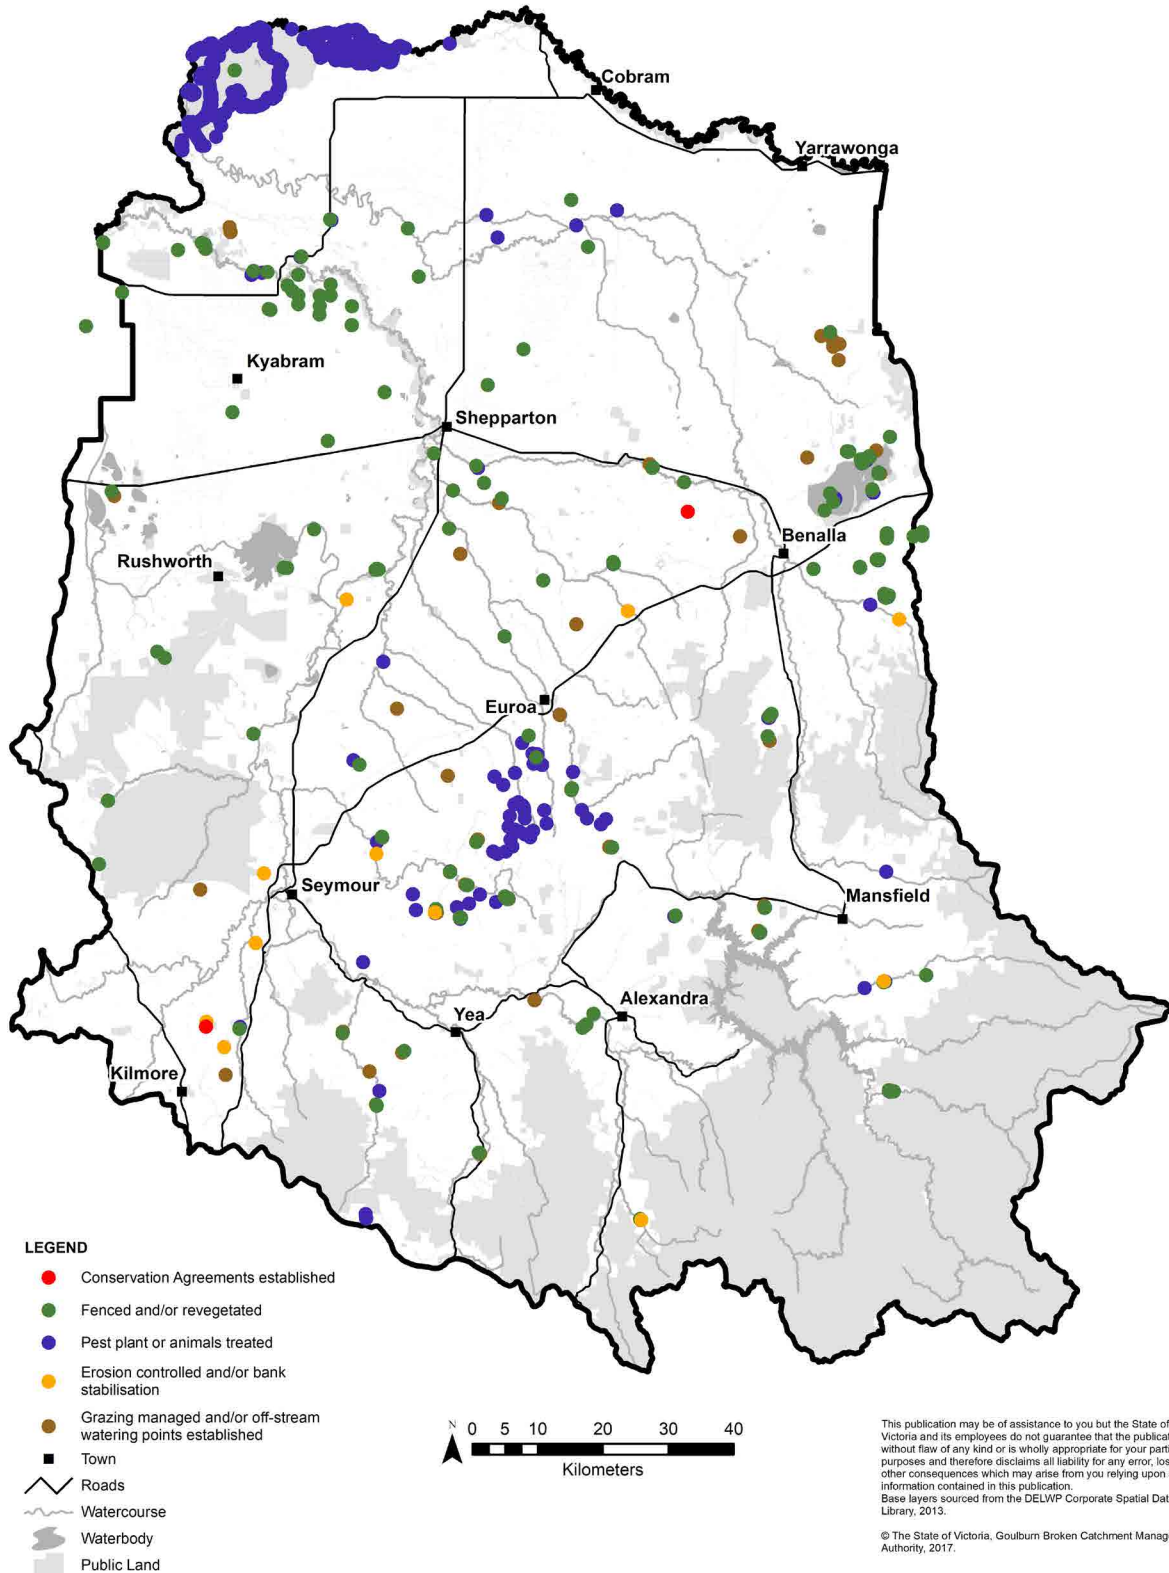 Cobram
Yarrawonga
Kyabram
Shepparton
Benalla
Rushworth
Euroa
Seymour
Mansfield
Alexandra
Yea
Kilmore
LEGEND
Conservation Agreements established
Fenced and/or revegetated
Pest plant or animals treated
Erosion controlled and/or bank
stabilisation
Grazing managed and/or off-stream
watering points established
Town
Roads
Watercourse
Waterbody
Public Land
N
0 5 10 20 30 40
Kilometers
This publication may be of assistance to you but the State of
Victoria and its employees do not guarantee that the publicat
without flaw of any kind or is wholly appropriate for your parti
purposes and therefore disclaims all liability for any error, los
other consequences which may arise from you relying upon
information contained in this publication.
Base layers sourced from the DELWP Corporate Spatial Dat
Library, 2013.
© The State of Victoria, Goulburn Broken Catchment Manag
Authority, 2017.